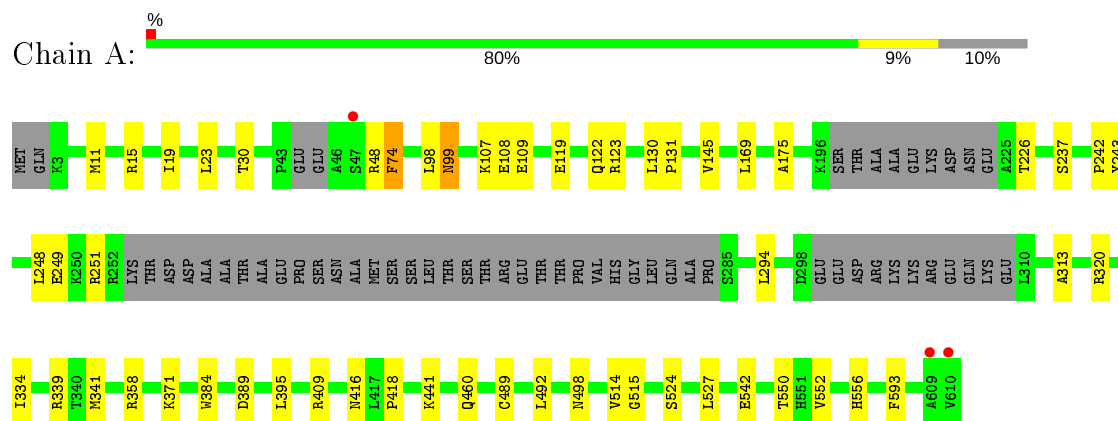 %
Chain A:
80% 9% 10%
MET GLN K3 M11 R15 I19 L23 T30 P43 GLU GLU A46 S47 R48 F74 L98 N99 K107 E108 E109 E119 Q122 R123 L130 P131 V145 L169 A175 K196 SER THR ALA ALA GLU LYS ASP ASN GLU A225 T226 S237 P242 Y243
L248 E249 K250 R251 R252 LYS THR ASP ASP ALA ALA THR ALA GLU PRO SER ASN ALA MET SER SER LEU THR SER THR ARG GLU THR THR PRO VAL HIS GLY LEU GLN ALA PRO S285 L294 D298 GLU GLU ASP ARG LYS LYS ARG GLU GLN LYS GLU L310 A313 R320
I334 R339 T340 M341 R358 K371 W384 D389 L395 R409 N416 L417 P418 K441 Q460 C489 L492 N498 V514 G515 S524 L527 E542 T550 H551 V552 H556 F593 A609 V610